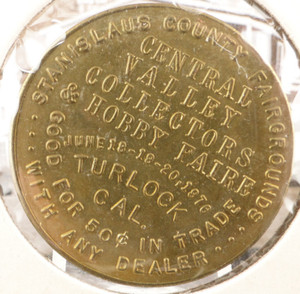 STANISLAUS COUNTY FAIRGROUNDS
CENTRAL
VALLEY
COLLECTORS
HOBBY FAIRE
JUNE 18-19-20, 1976
TURLOCK
CAL.
GOOD FOR 50¢ IN TRADE
...WITH ANY DEALER...